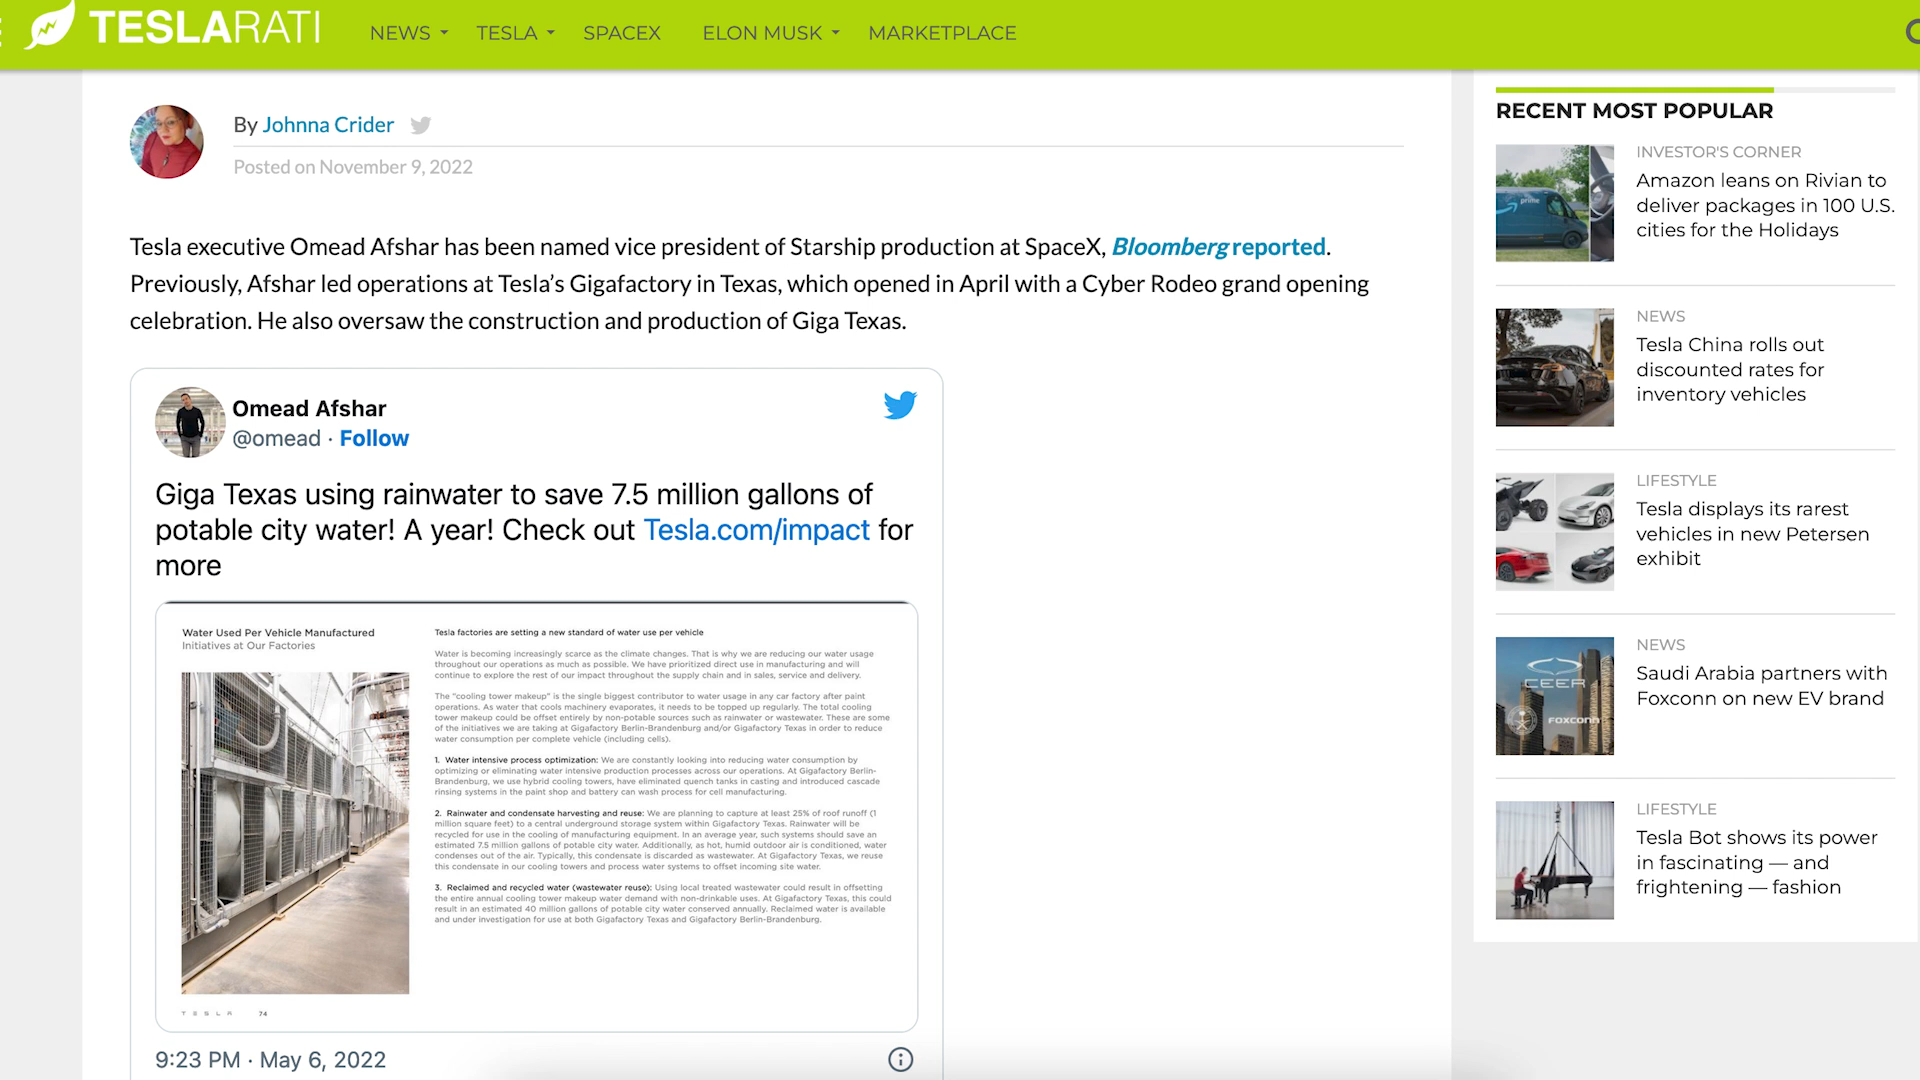 TESLARATI
NEWS
TESLA
SPACEX
ELON MUSK
MARKETPLACE
By Johnna Crider
Posted on November 9, 2022
Tesla executive Omead Afshar has been named vice president of Starship production at SpaceX, Bloomberg reported.
Previously, Afshar led operations at Tesla’s Gigafactory in Texas, which opened in April with a Cyber Rodeo grand opening
celebration. He also oversaw the construction and production of Giga Texas.
Omead Afshar
@omead · Follow
Giga Texas using rainwater to save 7.5 million gallons of
potable city water! A year! Check out Tesla.com/impact for
more
Water Used Per Vehicle Manufactured
Initiatives at Our Factories
Tesla factories are setting a new standard of water use per vehicle
Water is becoming increasingly scarce as the climate changes. That is why we are reducing our water usage
throughout our operations as much as possible. We have prioritized direct use in manufacturing and will
continue to explore the rest of our impact throughout the supply chain and in sales, service and delivery.
The "cooling tower makeup" is the single biggest contributor to water usage in any car factory after paint
operations. As water that cools machinery evaporates, it needs to be topped up regularly. The total cooling
tower makeup could be offset entirely by non-potable sources such as rainwater or wastewater. These are some
of the initiatives we are taking at Gigafactory Berlin-Brandenburg and/or Gigafactory Texas in order to reduce
water consumption per complete vehicle (including cells).
1. Water intensive process optimization: We are constantly looking into reducing water consumption by
optimizing or eliminating water intensive production processes across our operations. At Gigafactory Berlin-
Brandenburg, we use hybrid cooling towers, have eliminated quench tanks in casting and introduced cascade
rinsing systems in the paint shop and battery can wash process for cell manufacturing.
2. Rainwater and condensate harvesting and reuse: We are planning to capture at least 25% of roof runoff (1
million square feet) to a central underground storage system within Gigafactory Texas. Rainwater will be
recycled for use in the cooling of manufacturing equipment. In an average year, such systems should save an
estimated 7.5 million gallons of potable city water. Additionally, as hot, humid outdoor air is conditioned, water
condenses out of the air. Typically, this condensate is discarded as wastewater. At Gigafactory Texas, we reuse
this condensate in our cooling towers and process water systems to offset incoming site water.
3. Reclaimed and recycled water (wastewater reuse): Using local treated wastewater could result in offsetting
the entire annual cooling tower makeup water demand with non-drinkable uses. At Gigafactory Texas, this could
result in an estimated 40 million gallons of potable city water conserved annually. Reclaimed water is available
and under investigation for use at both Gigafactory Texas and Gigafactory Berlin-Brandenburg.
TESLA 74
9:23 PM · May 6, 2022
RECENT MOST POPULAR
prime
INVESTOR'S CORNER
Amazon leans on Rivian to
deliver packages in 100 U.S.
cities for the Holidays
NEWS
Tesla China rolls out
discounted rates for
inventory vehicles
LIFESTYLE
Tesla displays its rarest
vehicles in new Petersen
exhibit
CEER
FOXCONN
NEWS
Saudi Arabia partners with
Foxconn on new EV brand
LIFESTYLE
Tesla Bot shows its power
in fascinating — and
frightening — fashion